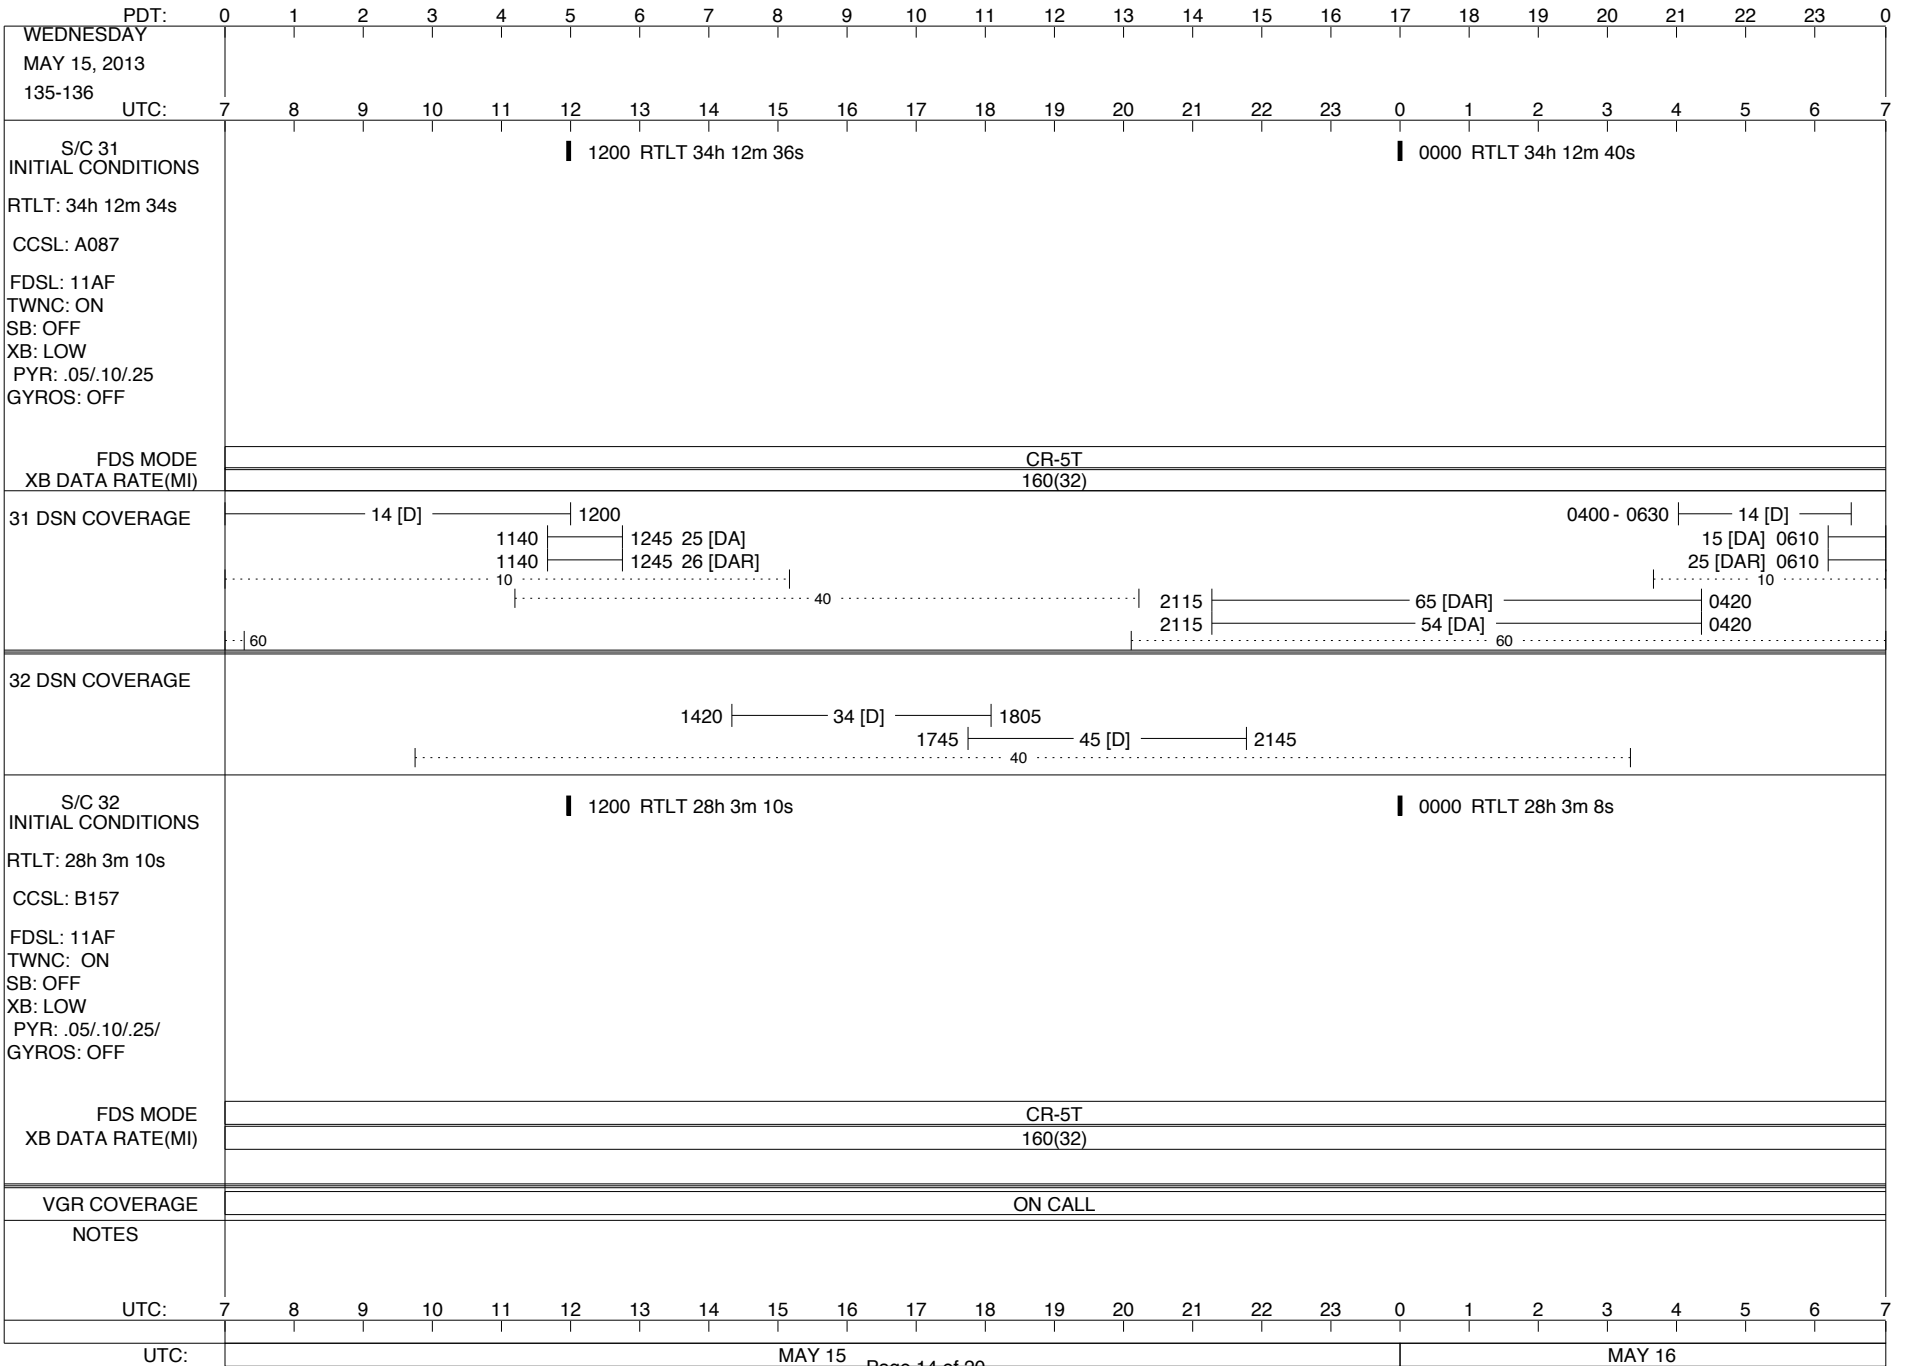 PDT: 0 1 2 3 4 5 6 7 8 9 10 11 12 13 14 15 16 17 18 19 20 21 22 23 0
WEDNESDAY
MAY 15, 2013
135-136
UTC: 7 8 9 10 11 12 13 14 15 16 17 18 19 20 21 22 23 0 1 2 3 4 5 6 7
S/C 31
INITIAL CONDITIONS
1200 RTLT 34h 12m 36s
0000 RTLT 34h 12m 40s
RTLT: 34h 12m 34s
CCSL: A087
FDSL: 11AF
TWNC: ON
SB: OFF
XB: LOW
PYR: .05/.10/.25
GYROS: OFF
FDS MODE CR-5T
XB DATA RATE(MI) 160(32)
31 DSN COVERAGE
14 [D] 1200
0400 - 0630 14 [D]
1140 1245 25 [DA]
15 [DA] 0610
1140 1245 26 [DAR]
25 [DAR] 0610
10
10
40
2115 65 [DAR] 0420
2115 54 [DA] 0420
60
60
32 DSN COVERAGE
1420 34 [D] 1805
1745 45 [D] 2145
40
S/C 32
INITIAL CONDITIONS
1200 RTLT 28h 3m 10s
0000 RTLT 28h 3m 8s
RTLT: 28h 3m 10s
CCSL: B157
FDSL: 11AF
TWNC: ON
SB: OFF
XB: LOW
PYR: .05/.10/.25/
GYROS: OFF
FDS MODE CR-5T
XB DATA RATE(MI) 160(32)
VGR COVERAGE ON CALL
NOTES
UTC: 7 8 9 10 11 12 13 14 15 16 17 18 19 20 21 22 23 0 1 2 3 4 5 6 7
UTC: MAY 15 MAY 16
Page 14 of 20